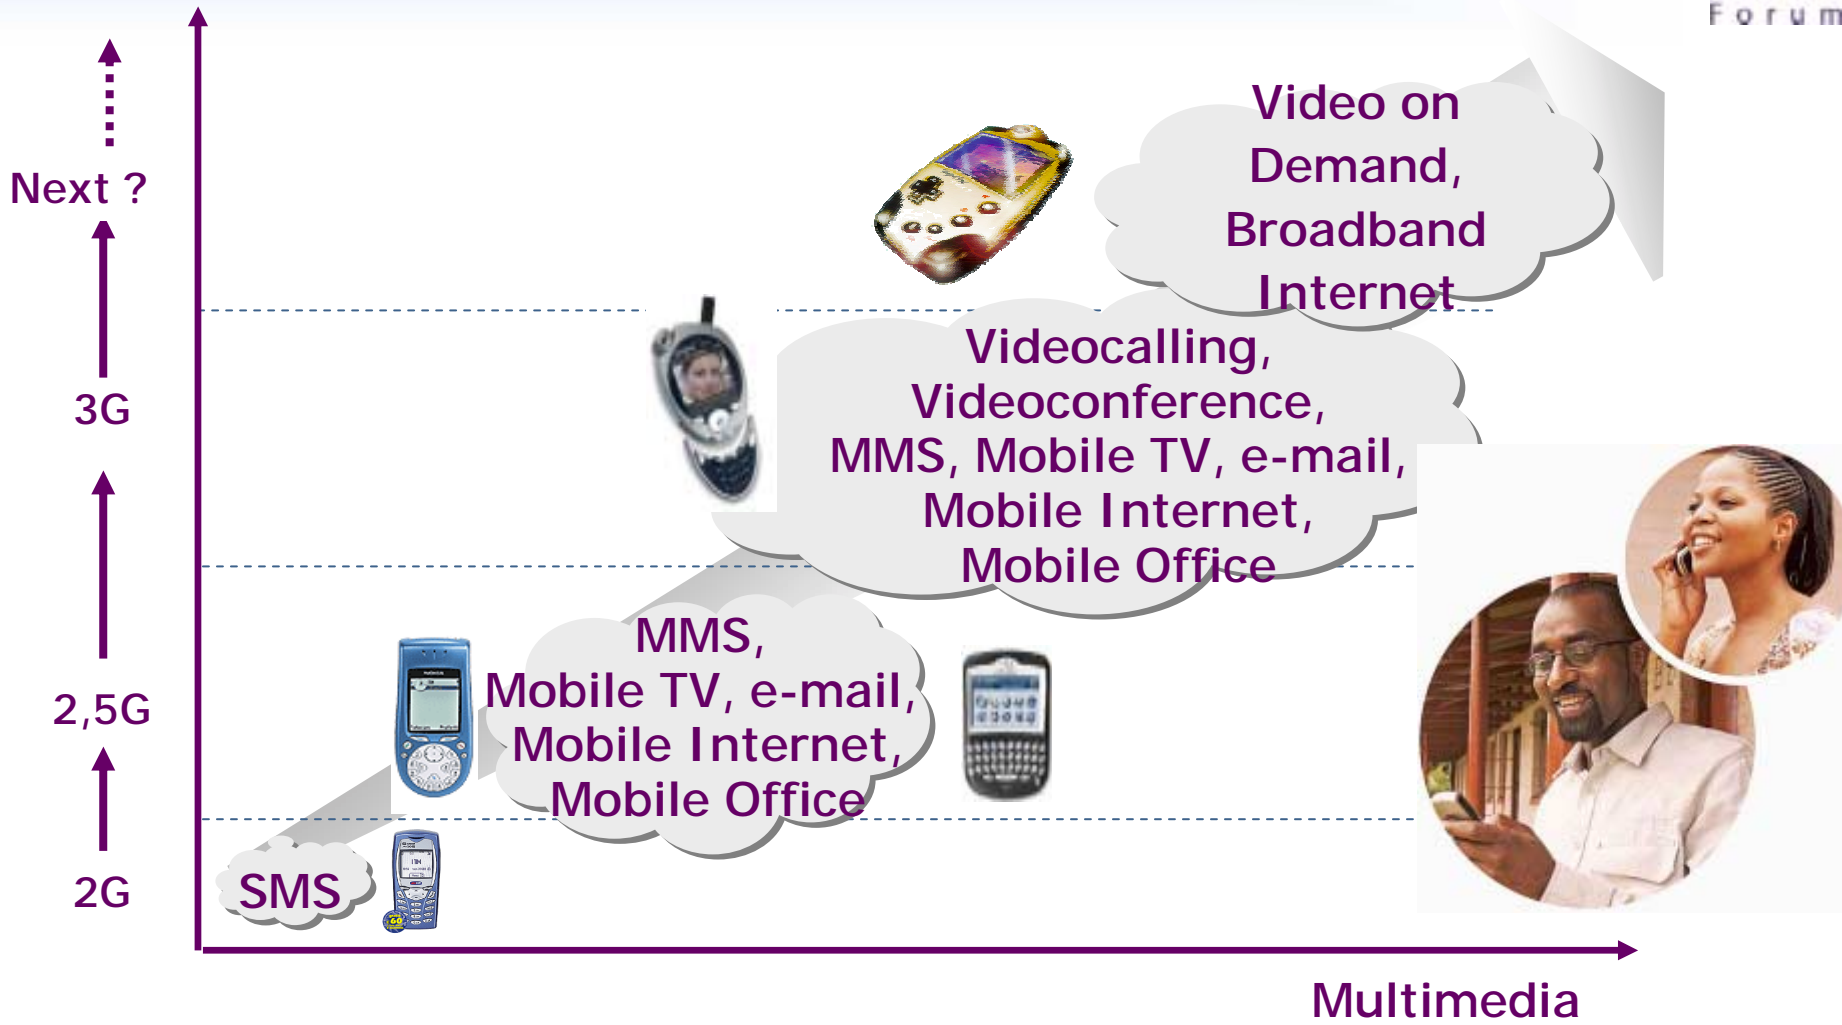 Forum
Next ?
3G
2,5G
2G
Video on
Demand,
Broadband
Internet
Videocalling,
Videoconference,
MMS, Mobile TV, e-mail,
Mobile Internet,
Mobile Office
MMS,
Mobile TV, e-mail,
Mobile Internet,
Mobile Office
SMS
Multimedia